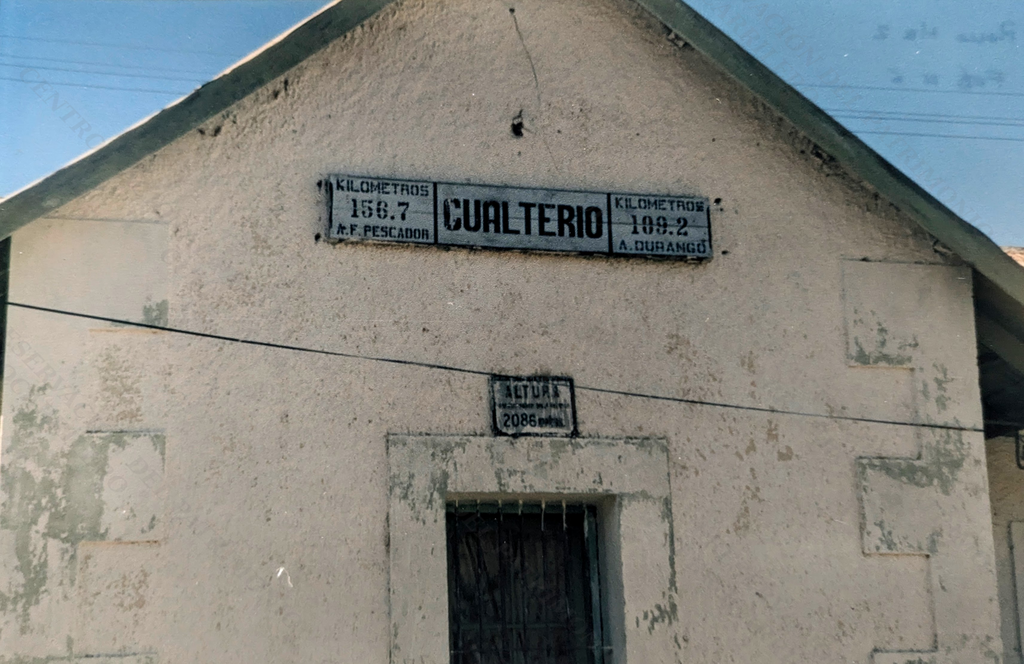 KILOMETROS
156.7
A.F. PESCADOR
CUALTERIO
KILOMETROS
109.2
A. DURANGO
ALTURA
2086